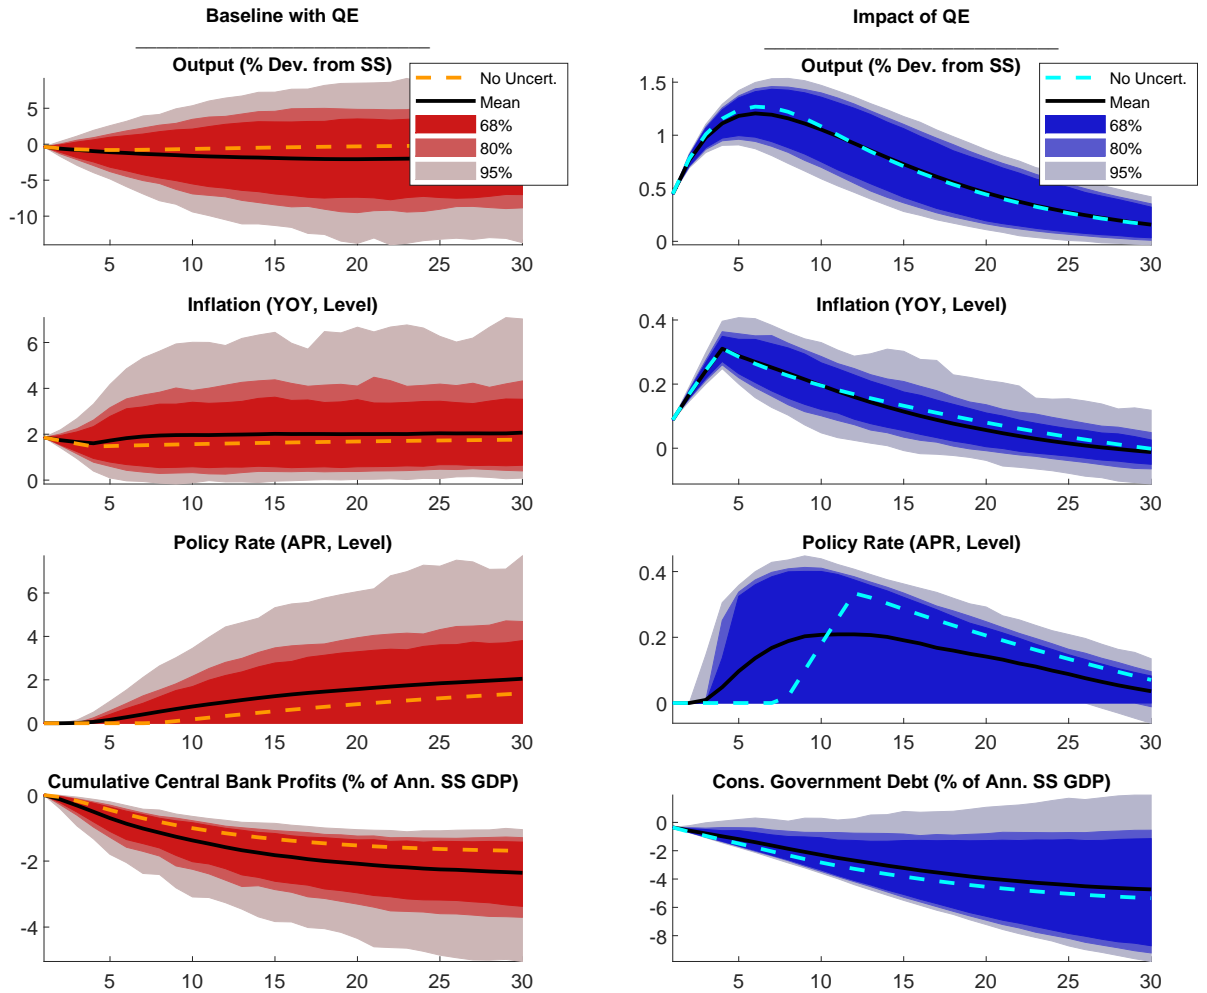 Baseline with QE
Output (% Dev. from SS)
No Uncert.
Mean
68%
80%
95%
5
0
-5
-10
5 10 15 20 25 30
Impact of QE
Output (% Dev. from SS)
No Uncert.
Mean
68%
80%
95%
1.5
1
0.5
0
5 10 15 20 25 30
Inflation (YOY, Level)
6
4
2
0
5 10 15 20 25 30
Inflation (YOY, Level)
0.4
0.2
0
5 10 15 20 25 30
Policy Rate (APR, Level)
6
4
2
0
5 10 15 20 25 30
Policy Rate (APR, Level)
0.4
0.2
0
5 10 15 20 25 30
Cumulative Central Bank Profits (% of Ann. SS GDP)
0
-2
-4
5 10 15 20 25 30
Cons. Government Debt (% of Ann. SS GDP)
0
-2
-4
-6
-8
5 10 15 20 25 30